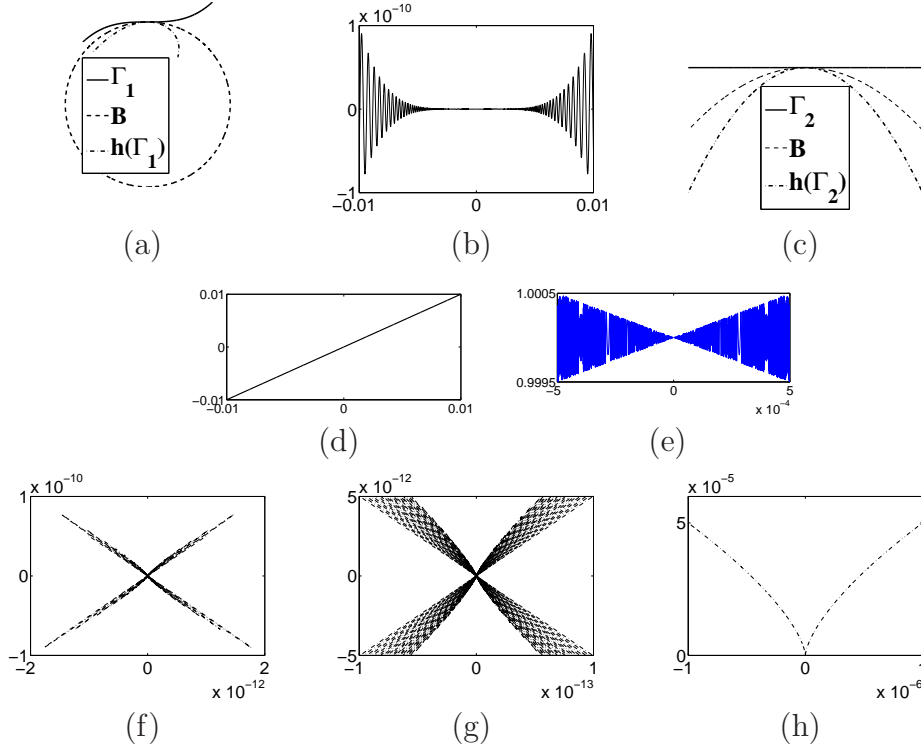 Γ₁
B
h(Γ₁)
(a)
x 10⁻¹⁰
1
0
−1
−0.01 0 0.01
(b)
Γ₂
B
h(Γ₂)
(c)
0.01
0
−0.01
−0.01 0 0.01
(d)
1.0005
0.9995
−5 0 5
x 10⁻⁴
(e)
x 10⁻¹⁰
1
0
−1
−2 0 2
x 10⁻¹²
(f)
x 10⁻¹²
5
0
−5
−1 0 1
x 10⁻¹³
(g)
x 10⁻⁵
5
0
−1 0 1
x 10⁻⁶
(h)